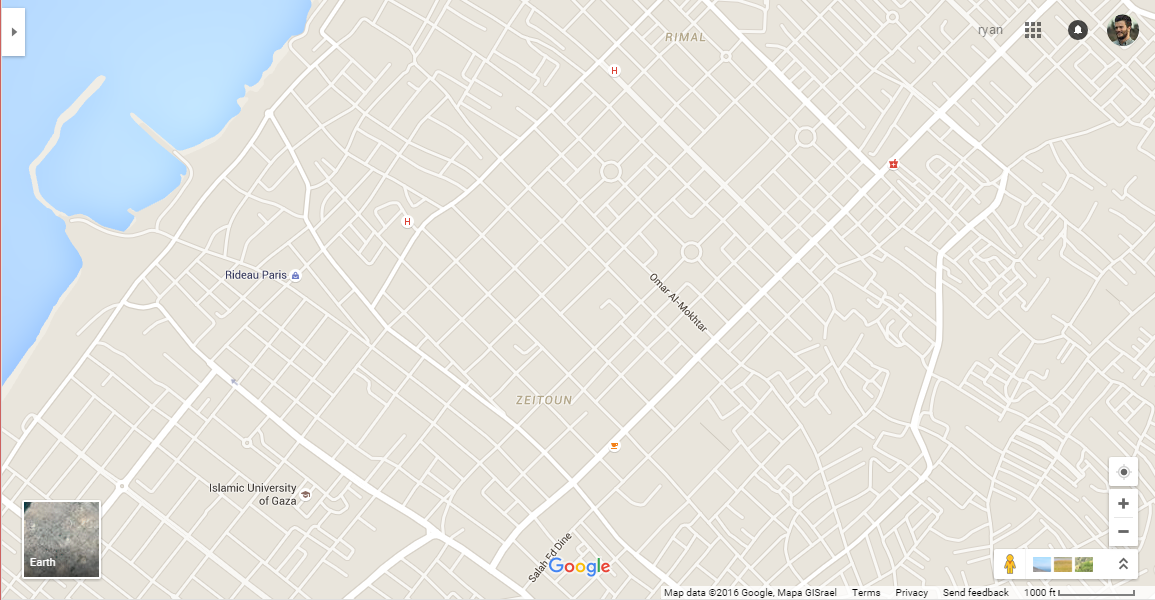 RIMAL
ryan
H
H
Rideau Paris
Omar Al-Mokhtar
ZEITOUN
Islamic University
of Gaza
Salah Ed Dine
Earth
Google
Map data ©2016 Google, Mapa GISrael Terms Privacy Send feedback 1000 ft